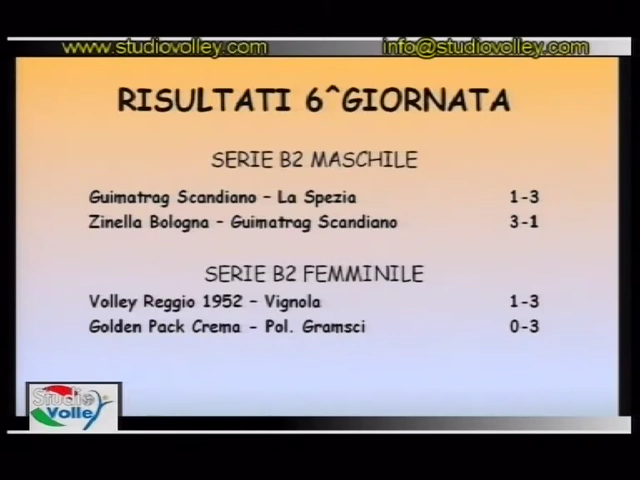 www.studiovolley.com info@studiovolley.com
RISULTATI 6^GIORNATA
SERIE B2 MASCHILE
Guimatrag Scandiano - La Spezia 1-3
Zinella Bologna - Guimatrag Scandiano 3-1
SERIE B2 FEMMINILE
Volley Reggio 1952 - Vignola 1-3
Golden Pack Crema - Pol. Gramsci 0-3
Studio
Volley